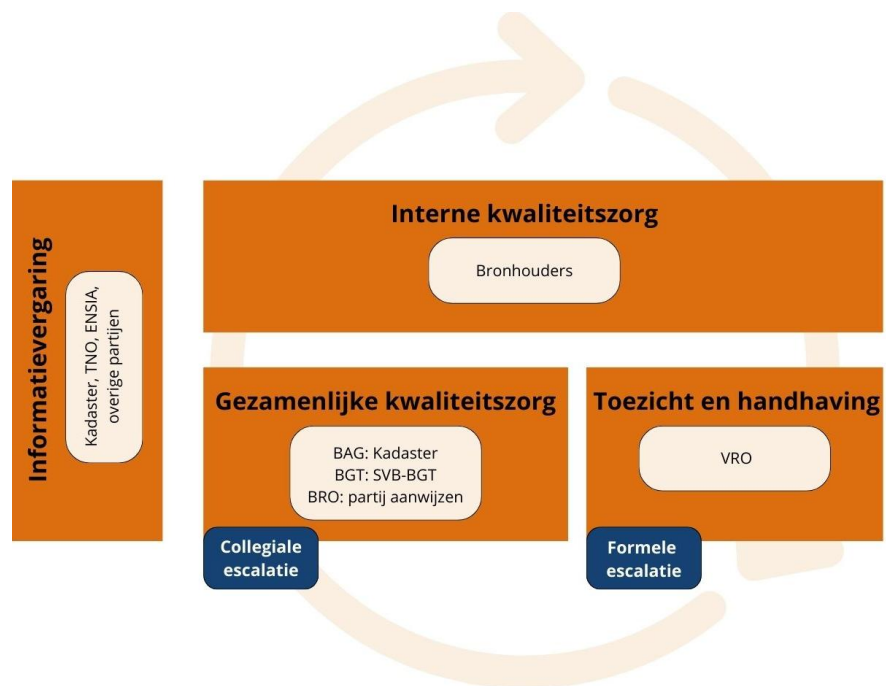 Informatievergaring
Kadaster, TNO, ENSIA,
overige partijen
Interne kwaliteitszorg
Bronhouders
Gezamenlijke kwaliteitszorg
BAG: Kadaster
BGT: SVB-BGT
BRO: partij aanwijzen
Collegiale
escalatie
Toezicht en handhaving
VRO
Formele
escalatie